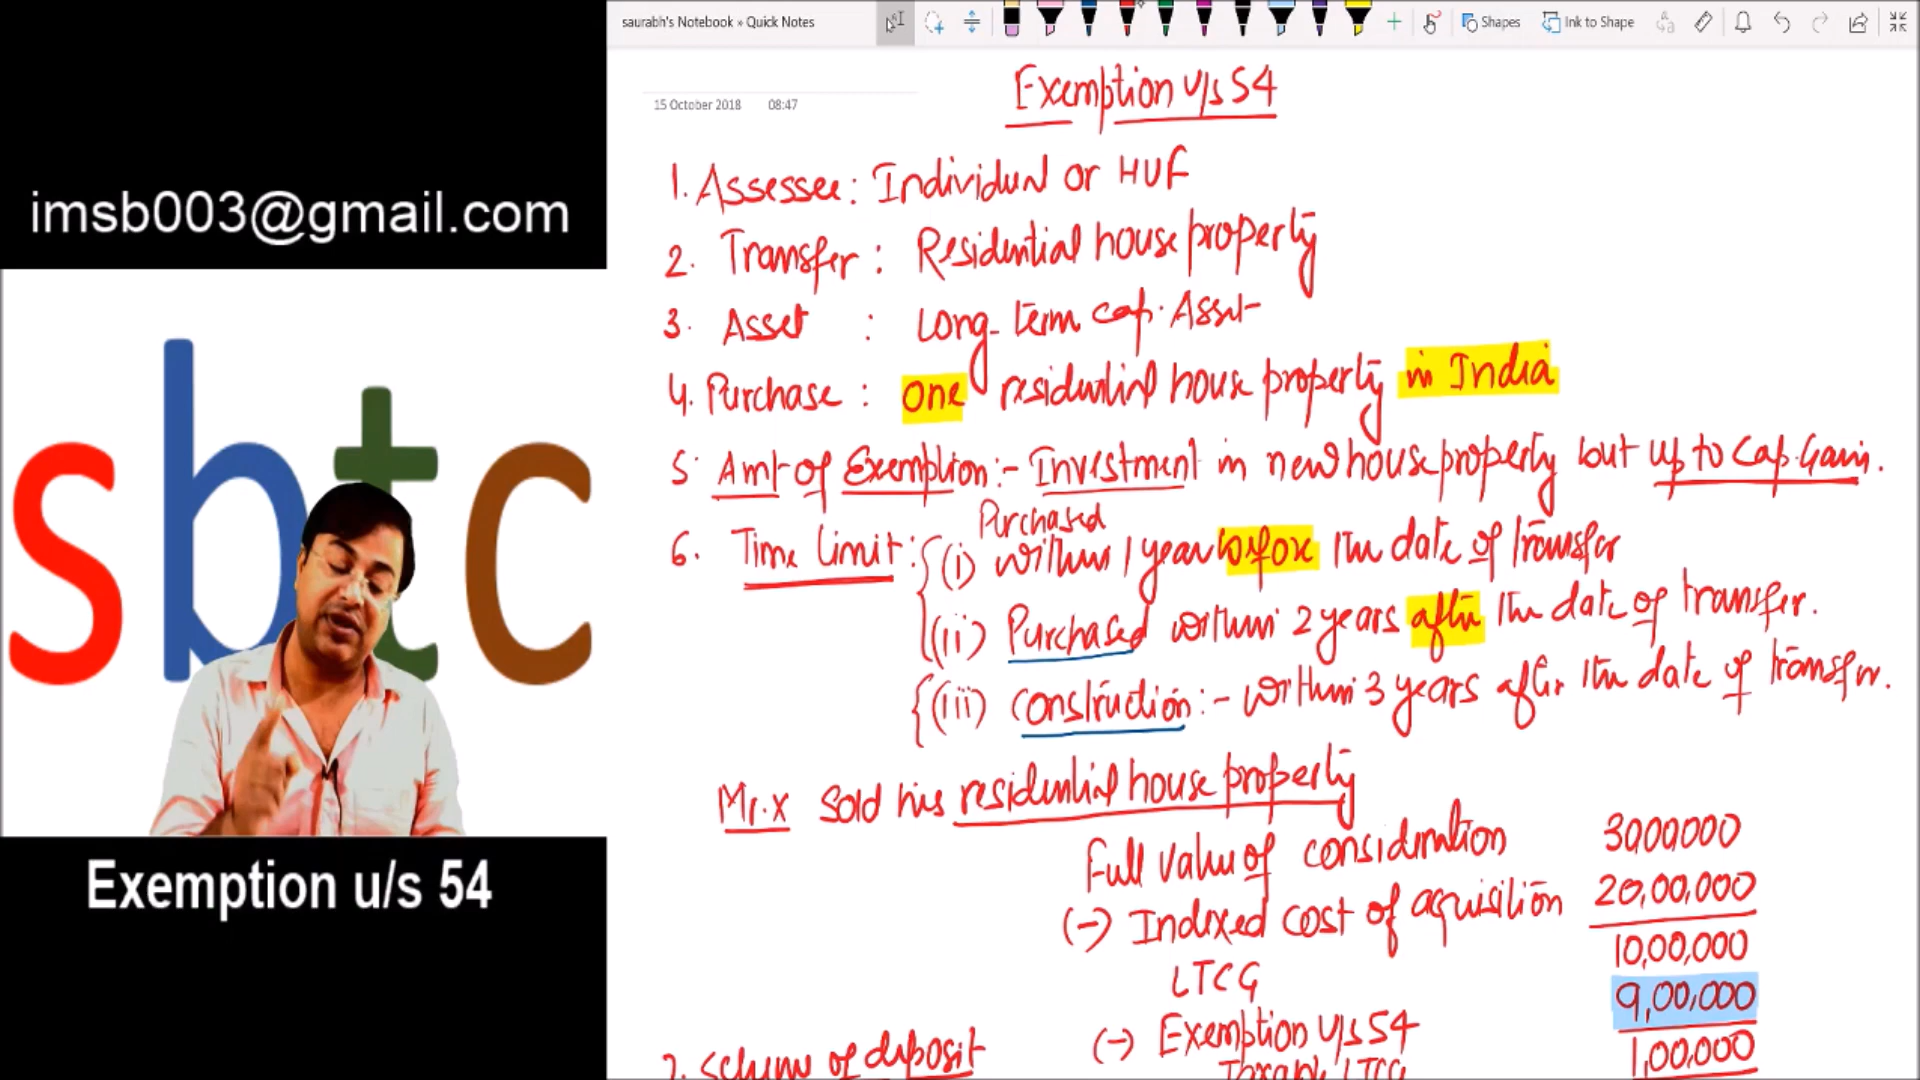 saurabh's Notebook » Quick Notes
Shapes
Ink to Shape
imsb003@gmail.com
sbtc
Exemption u/s 54
15 October 2018 08:47
Exemption u/s 54
1. Assessee: Individual or HUF
2. Transfer: Residential house property
3. Asset : Long-term cap. Asset
4. Purchase: one residential house property in India
5. Amt of Exemption:- Investment in new house property but up to Cap. Gain.
Purchased
6. Time Limit: (i) within 1 year before the date of transfer
(ii) Purchased within 2 years after the date of transfer.
(iii) Construction:- within 3 years after the date of transfer.
Mr. X sold his residential house property
Full value of consideration 3000000
(-) Indexed cost of acquisition 20,00,000
LTCG 10,00,000
(-) Exemption u/s 54 9,00,000
Taxable LTCG 1,00,000
7. Scheme of deposit